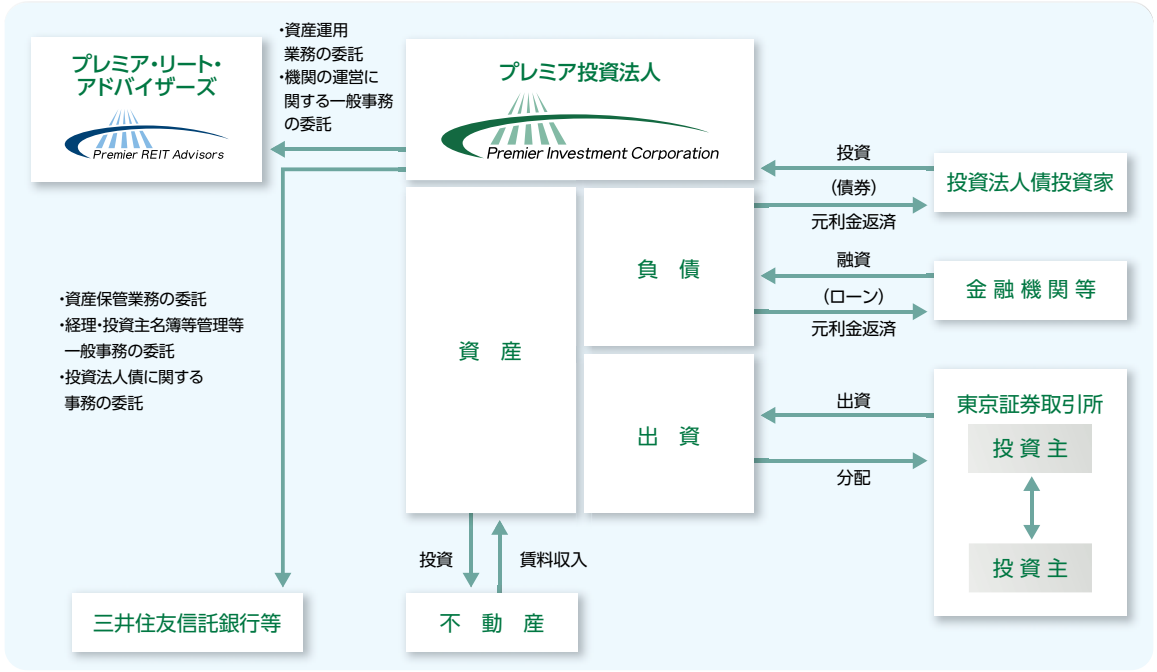 プレミア・リート・
アドバイザーズ
Premier REIT Advisors
・資産運用
業務の委託
・機関の運営に
関する一般事務
の委託
プレミア投資法人
Premier Investment Corporation
投資
(債券)
元利金返済
投資法人債投資家
融資
(ローン)
元利金返済
金融機関等
負債
資産
出資
出資
分配
東京証券取引所
投資主
投資主
・資産保管業務の委託
・経理・投資主名簿等管理等
一般事務の委託
・投資法人債に関する
事務の委託
投資
賃料収入
三井住友信託銀行等
不動産